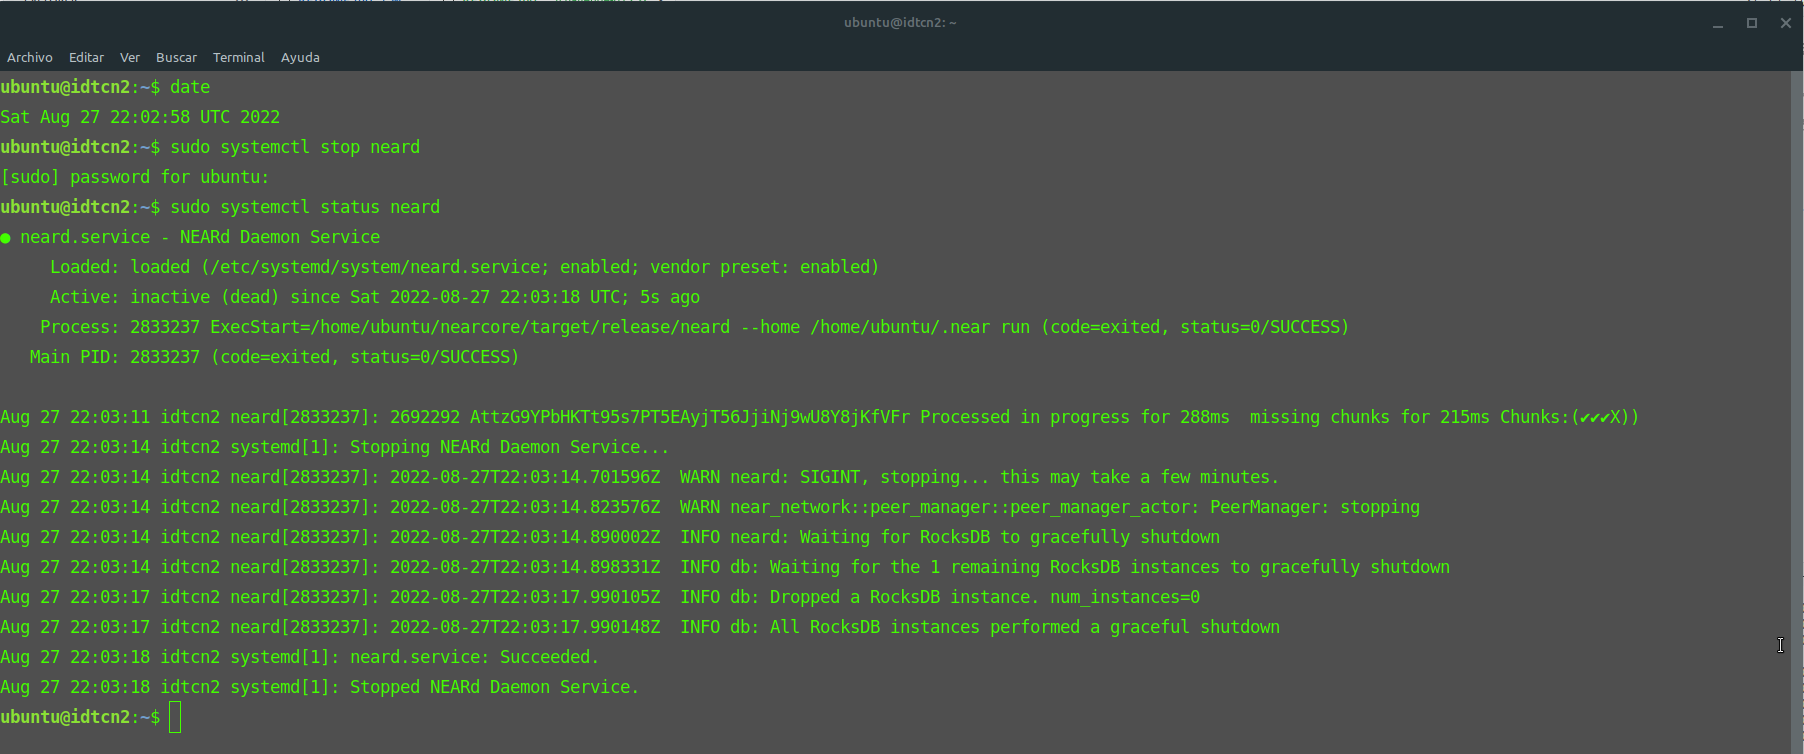 ubuntu@idtcn2: ~
Archivo Editar Ver Buscar Terminal Ayuda
ubuntu@idtcn2:~$ date
Sat Aug 27 22:02:58 UTC 2022
ubuntu@idtcn2:~$ sudo systemctl stop neard
[sudo] password for ubuntu:
ubuntu@idtcn2:~$ sudo systemctl status neard
● neard.service - NEARd Daemon Service
Loaded: loaded (/etc/systemd/system/neard.service; enabled; vendor preset: enabled)
Active: inactive (dead) since Sat 2022-08-27 22:03:18 UTC; 5s ago
Process: 2833237 ExecStart=/home/ubuntu/nearcore/target/release/neard --home /home/ubuntu/.near run (code=exited, status=0/SUCCESS)
Main PID: 2833237 (code=exited, status=0/SUCCESS)
Aug 27 22:03:11 idtcn2 neard[2833237]: 2692292 AttzG9YPbHKTt95s7PT5EAyjT56JjiNj9wU8Y8jKfVFr Processed in progress for 288ms  missing chunks for 215ms Chunks:(✔✔✔X))
Aug 27 22:03:14 idtcn2 systemd[1]: Stopping NEARd Daemon Service...
Aug 27 22:03:14 idtcn2 neard[2833237]: 2022-08-27T22:03:14.701596Z  WARN neard: SIGINT, stopping... this may take a few minutes.
Aug 27 22:03:14 idtcn2 neard[2833237]: 2022-08-27T22:03:14.823576Z  WARN near_network::peer_manager::peer_manager_actor: PeerManager: stopping
Aug 27 22:03:14 idtcn2 neard[2833237]: 2022-08-27T22:03:14.890002Z  INFO neard: Waiting for RocksDB to gracefully shutdown
Aug 27 22:03:14 idtcn2 neard[2833237]: 2022-08-27T22:03:14.898331Z  INFO db: Waiting for the 1 remaining RocksDB instances to gracefully shutdown
Aug 27 22:03:17 idtcn2 neard[2833237]: 2022-08-27T22:03:17.990105Z  INFO db: Dropped a RocksDB instance. num_instances=0
Aug 27 22:03:17 idtcn2 neard[2833237]: 2022-08-27T22:03:17.990148Z  INFO db: All RocksDB instances performed a graceful shutdown
Aug 27 22:03:18 idtcn2 systemd[1]: neard.service: Succeeded.
Aug 27 22:03:18 idtcn2 systemd[1]: Stopped NEARd Daemon Service.
ubuntu@idtcn2:~$